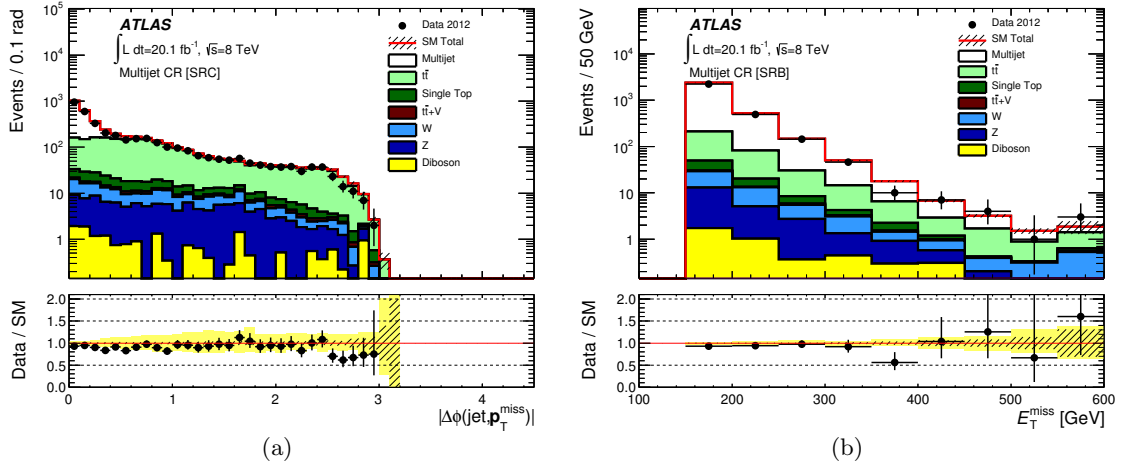 ATLAS
∫ L dt=20.1 fb⁻¹, √s=8 TeV
Multijet CR [SRC]
Data 2012
SM Total
Multijet
tt̄
Single Top
tt̄+V
W
Z
Diboson
Events / 0.1 rad
10⁵
10⁴
10³
10²
10
1
Data / SM
2.0
1.5
1.0
0.5
0.0
0 1 2 3 4
|Δϕ(jet,p_T^miss)|
(a)
ATLAS
∫ L dt=20.1 fb⁻¹, √s=8 TeV
Multijet CR [SRB]
Data 2012
SM Total
Multijet
tt̄
Single Top
tt̄+V
W
Z
Diboson
Events / 50 GeV
10⁵
10⁴
10³
10²
10
1
Data / SM
2.0
1.5
1.0
0.5
0.0
100 200 300 400 500 600
E_T^miss [GeV]
(b)